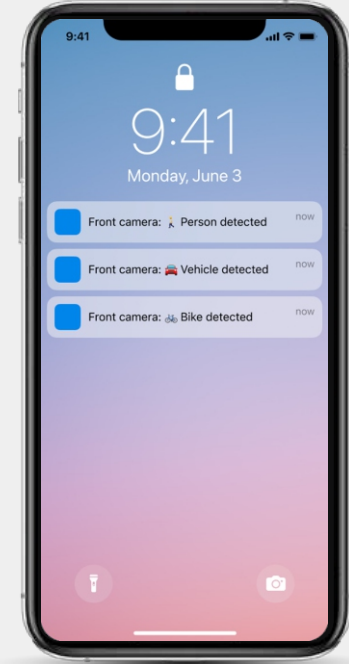 9:41
9:41
Monday, June 3
Front camera: 🚶 Person detected now
Front camera: 🚘 Vehicle detected now
Front camera: 🚲 Bike detected now